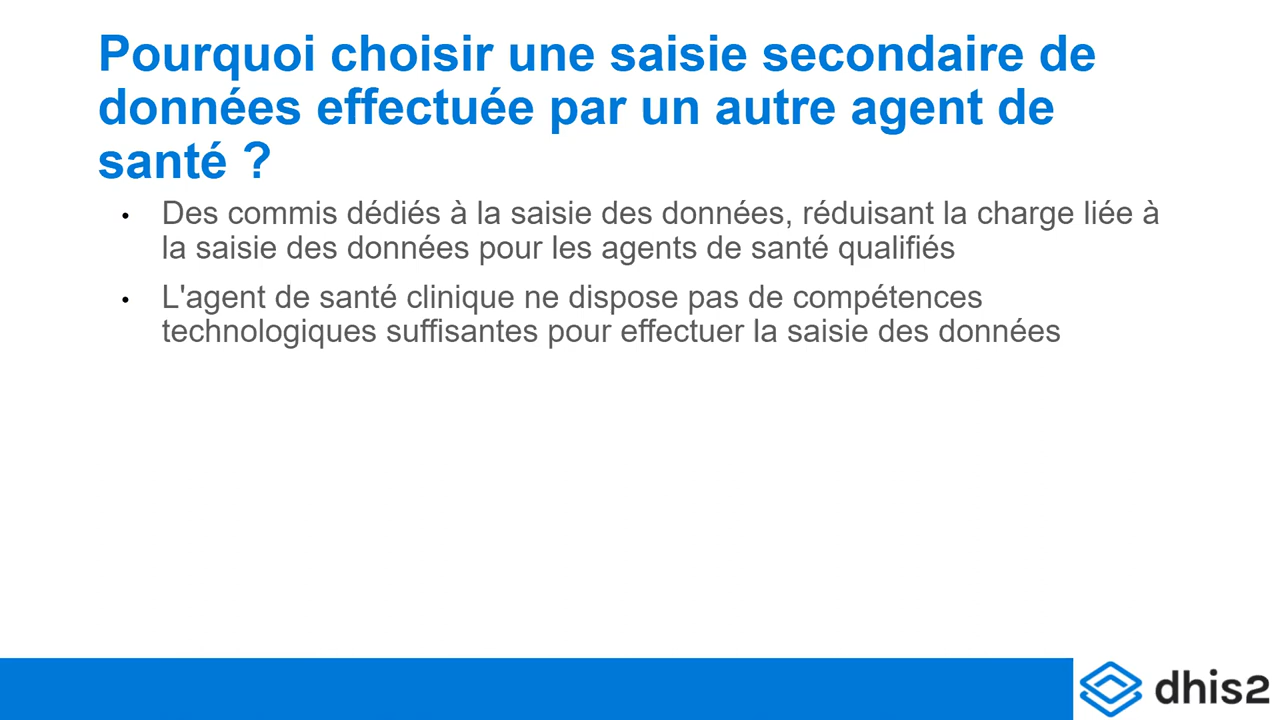 Pourquoi choisir une saisie secondaire de
données effectuée par un autre agent de
santé ?
• Des commis dédiés à la saisie des données, réduisant la charge liée à
la saisie des données pour les agents de santé qualifiés
• L'agent de santé clinique ne dispose pas de compétences
technologiques suffisantes pour effectuer la saisie des données
dhis2